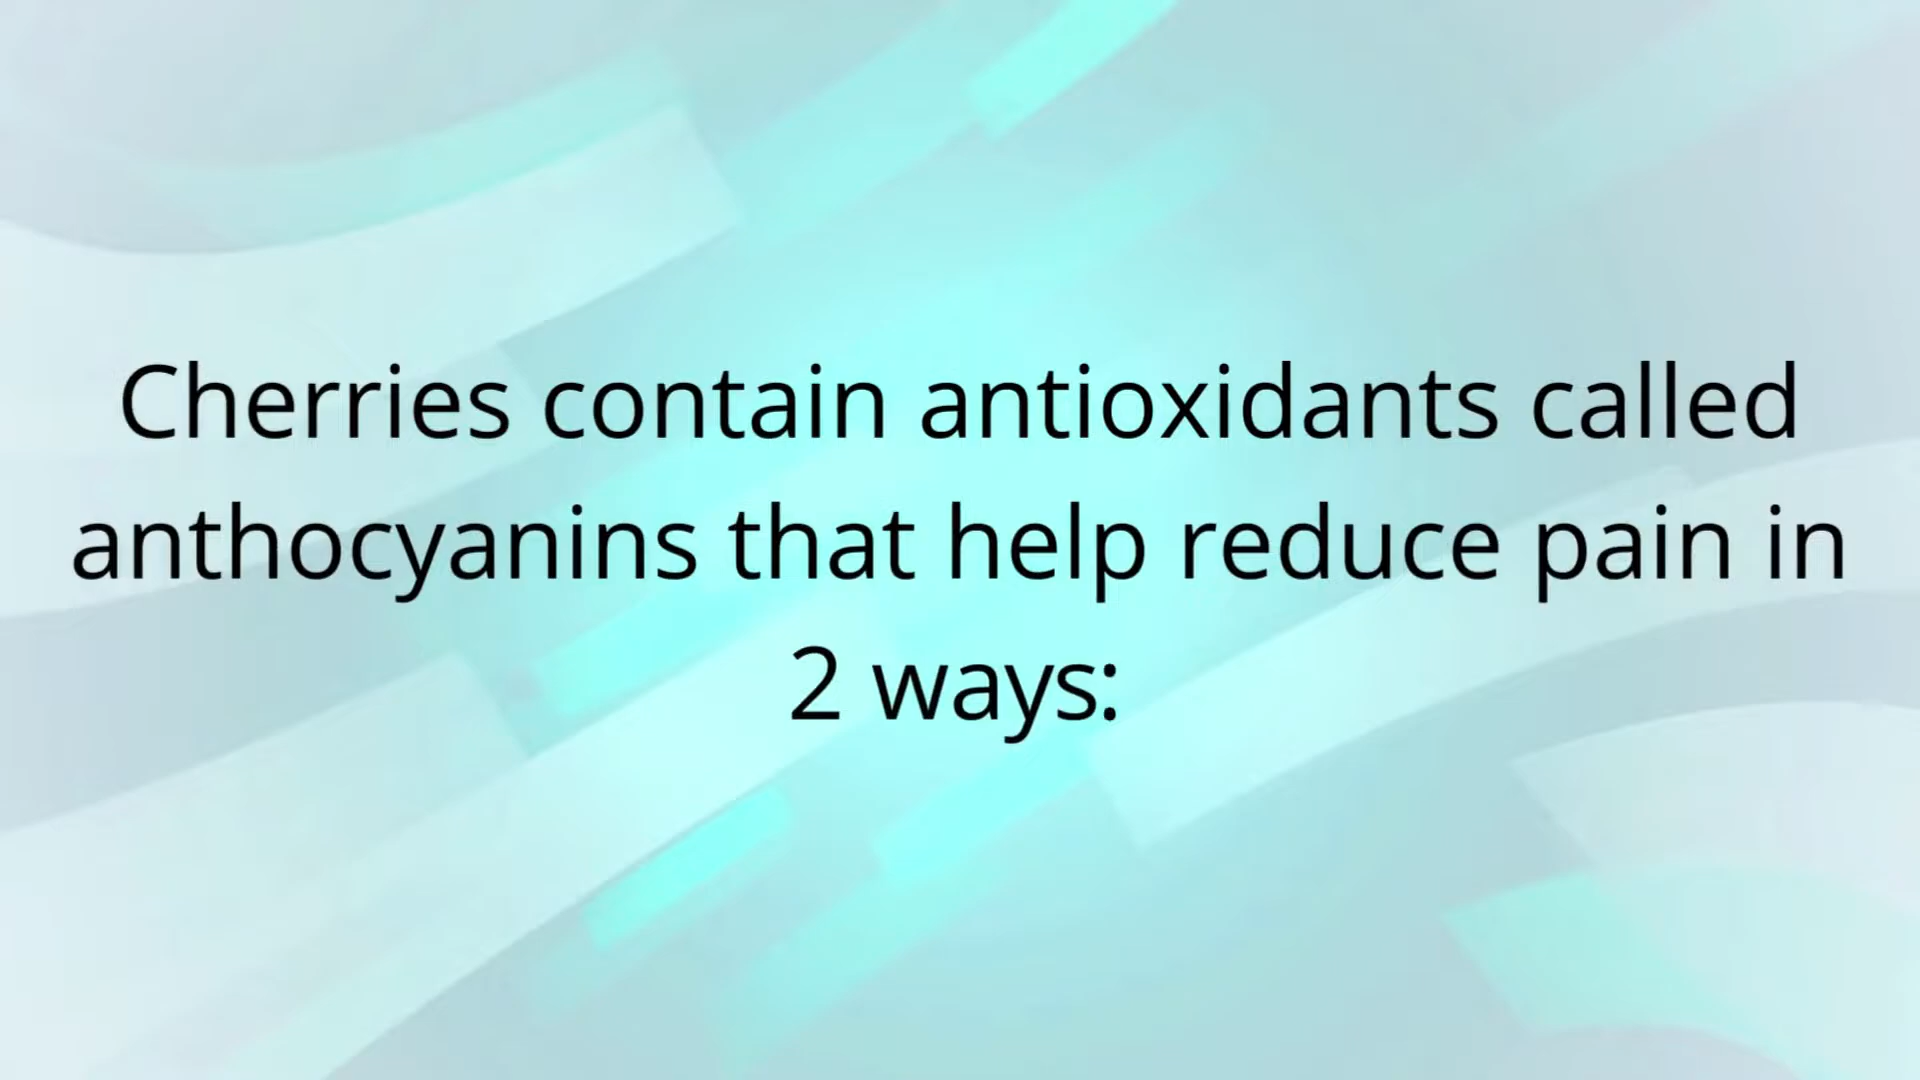 Cherries contain antioxidants called
anthocyanins that help reduce pain in
2 ways: